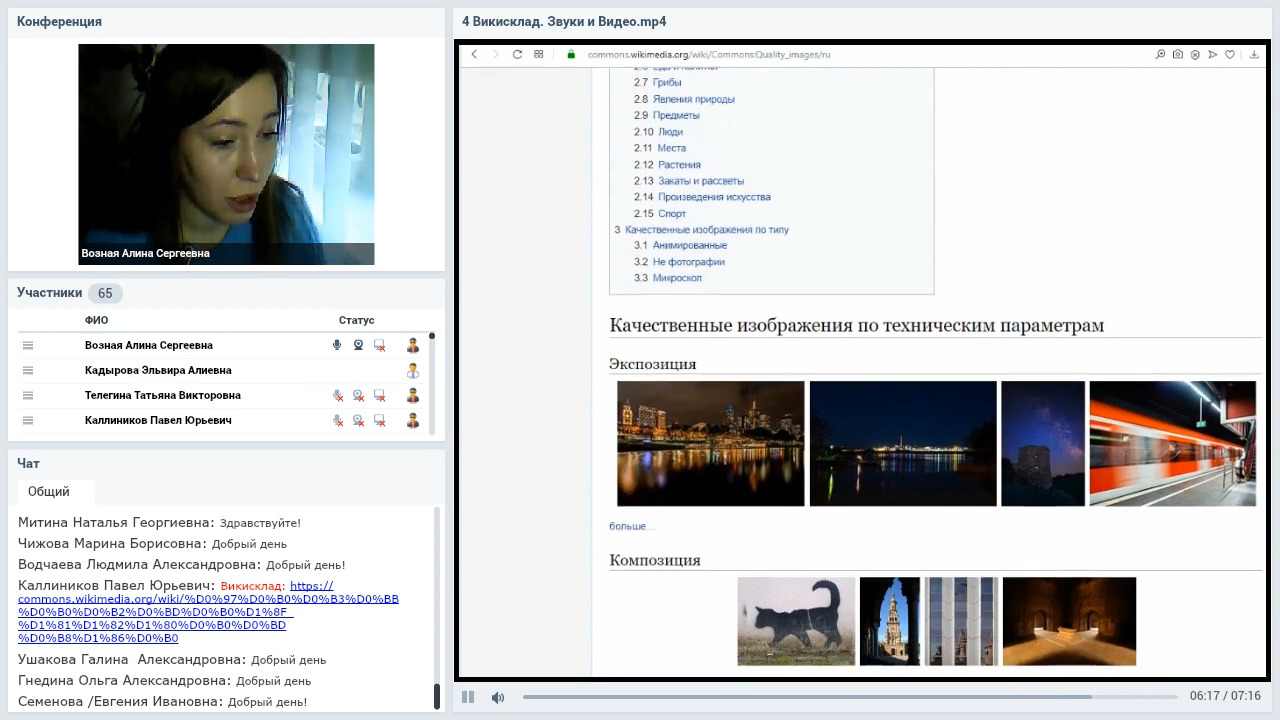 Конференция
Возная Алина Сергеевна
Участники 65
ФИО Статус
Возная Алина Сергеевна
Кадырова Эльвира Алиевна
Телегина Татьяна Викторовна
Каллиников Павел Юрьевич
Чат
Общий
Митина Наталья Георгиевна: Здравствуйте!
Чижова Марина Борисовна: Добрый день
Водчаева Людмила Александровна: Добрый день!
Каллиников Павел Юрьевич: Викисклад: https://
commons.wikimedia.org/wiki/%D0%97%D0%B0%D0%B3%D0%BB
%D0%B0%D0%B2%D0%BD%D0%B0%D1%8F_
%D1%81%D1%82%D1%80%D0%B0%D0%BD
%D0%B8%D1%86%D0%B0
Ушакова Галина Александровна: Добрый день
Гнедина Ольга Александровна: Добрый день
Семенова /Евгения Ивановна: Добрый день!
4 Викисклад. Звуки и Видео.mp4
commons.wikimedia.org/wiki/Commons:Quality_images/ru
2.7 Грибы
2.8 Явления природы
2.9 Предметы
2.10 Люди
2.11 Места
2.12 Растения
2.13 Закаты и рассветы
2.14 Произведения искусства
2.15 Спорт
3 Качественные изображения по типу
3.1 Анимированные
3.2 Не фотографии
3.3 Микроскоп
Качественные изображения по техническим параметрам
Экспозиция
больше...
Композиция
06:17 / 07:16